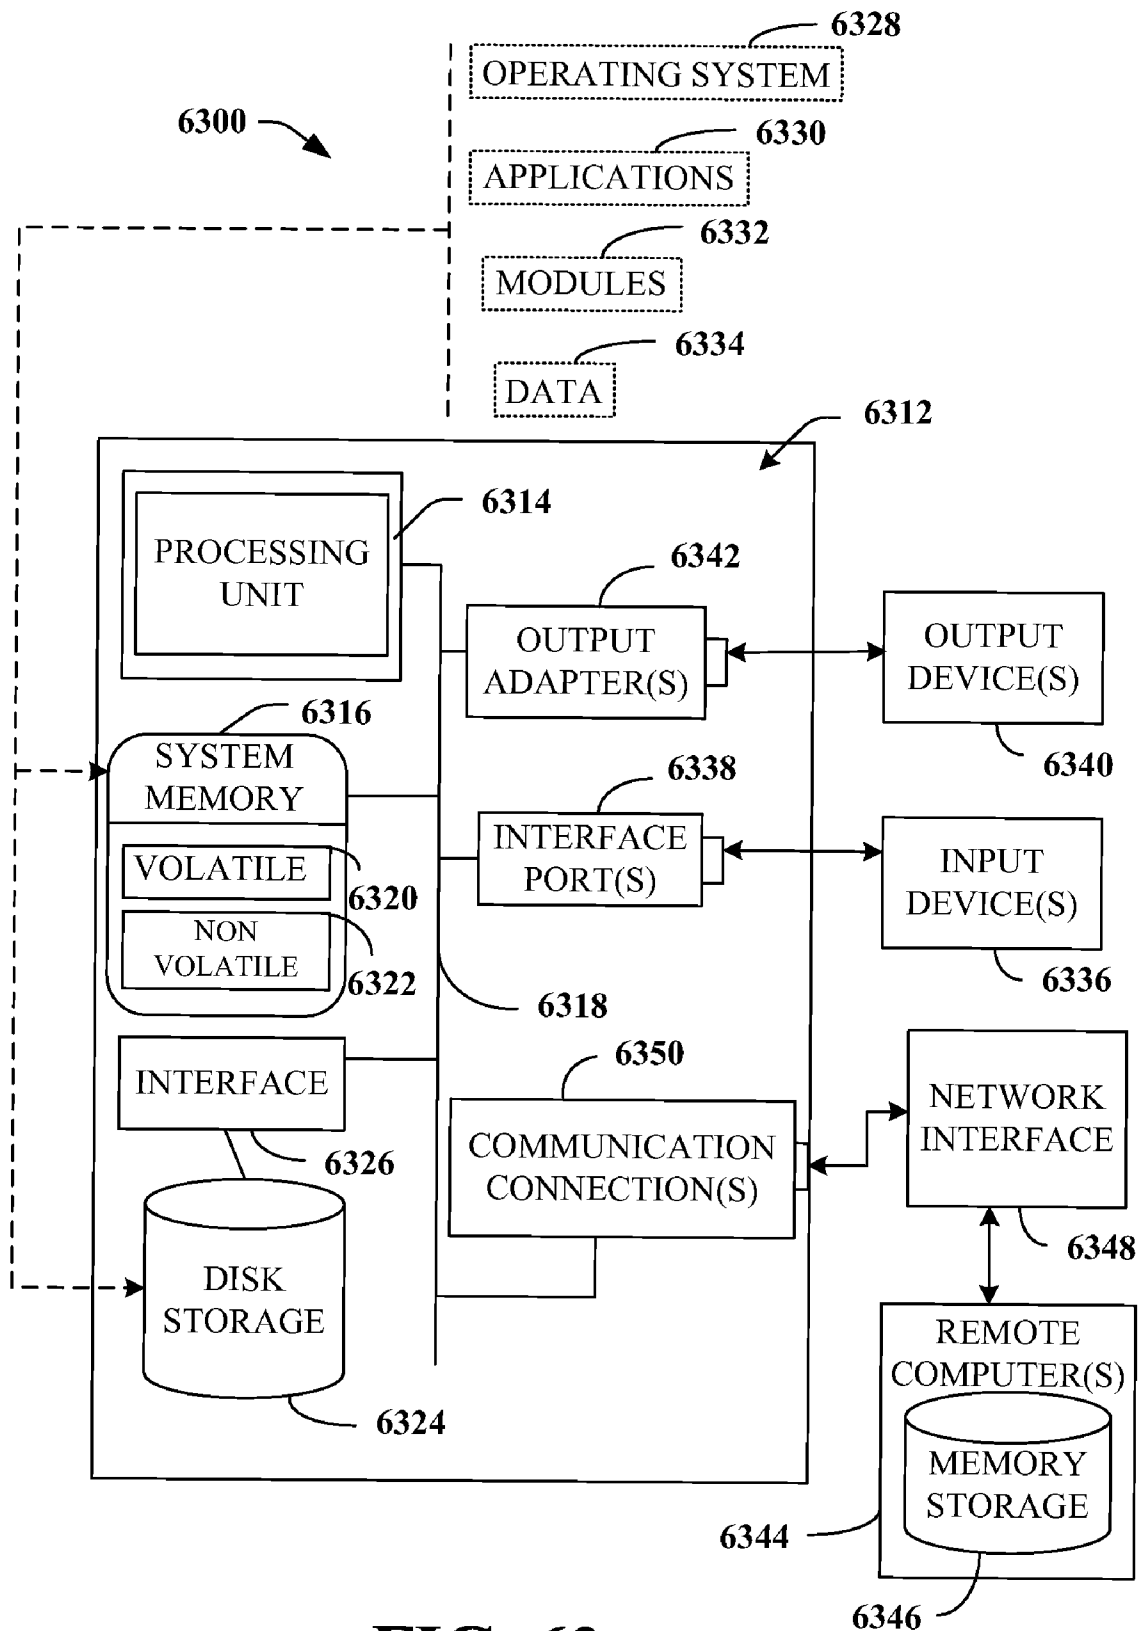 6328
OPERATING SYSTEM
6300
6330
APPLICATIONS
6332
MODULES
6334
DATA
6312
6314
PROCESSING
UNIT
6342
OUTPUT
ADAPTER(S)
OUTPUT
DEVICE(S)
6340
6316
SYSTEM
MEMORY
6338
INTERFACE
PORT(S)
INPUT
DEVICE(S)
6336
VOLATILE
6320
NON
VOLATILE
6322
6318
6350
INTERFACE
6326
COMMUNICATION
CONNECTION(S)
NETWORK
INTERFACE
6348
DISK
STORAGE
6324
REMOTE
COMPUTER(S)
MEMORY
STORAGE
6344
6346